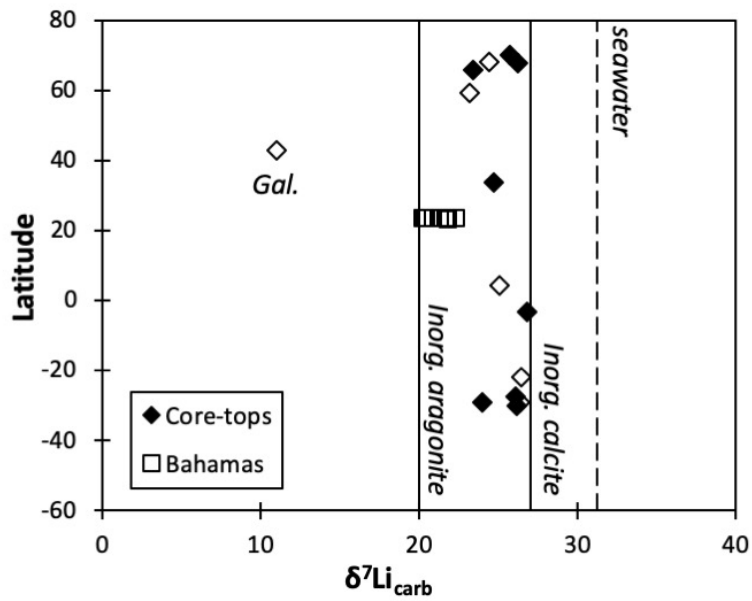 80
60
40
20
0
-20
-40
-60
Latitude
seawater
Gal.
Inorg. aragonite
Inorg. calcite
Core-tops
Bahamas
0
10
20
30
40
δ⁷Li_carb